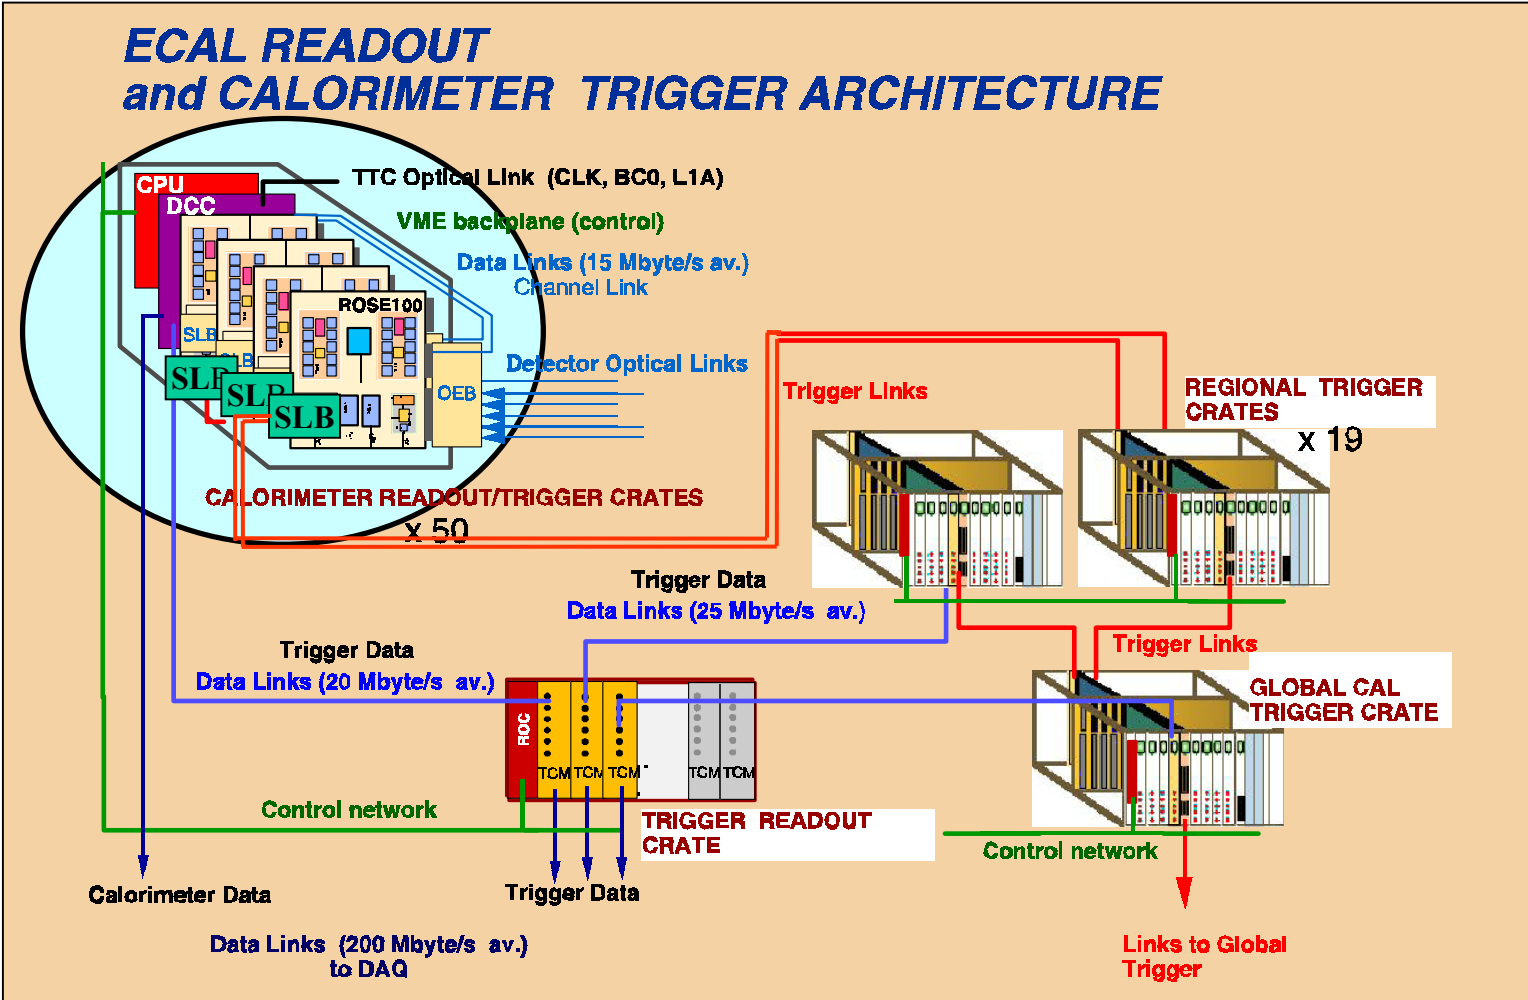 ECAL READOUT
and CALORIMETER TRIGGER ARCHITECTURE
TTC Optical Link (CLK, BC0, L1A)
CPU
DCC
VME backplane (control)
Data Links (15 Mbyte/s av.)
Channel Link
ROSE100
SLB
SLB
Detector Optical Links
SLB
SLB
SLB
OEB
Trigger Links
REGIONAL TRIGGER
CRATES
x 19
CALORIMETER READOUT/TRIGGER CRATES
x 50
Trigger Data
Data Links (25 Mbyte/s av.)
Trigger Data
Data Links (20 Mbyte/s av.)
Trigger Links
GLOBAL CAL
TRIGGER CRATE
ROC
TCM TCM TCM TCM TCM
Control network
TRIGGER READOUT
CRATE
Control network
Calorimeter Data
Trigger Data
Data Links (200 Mbyte/s av.)
to DAQ
Links to Global
Trigger